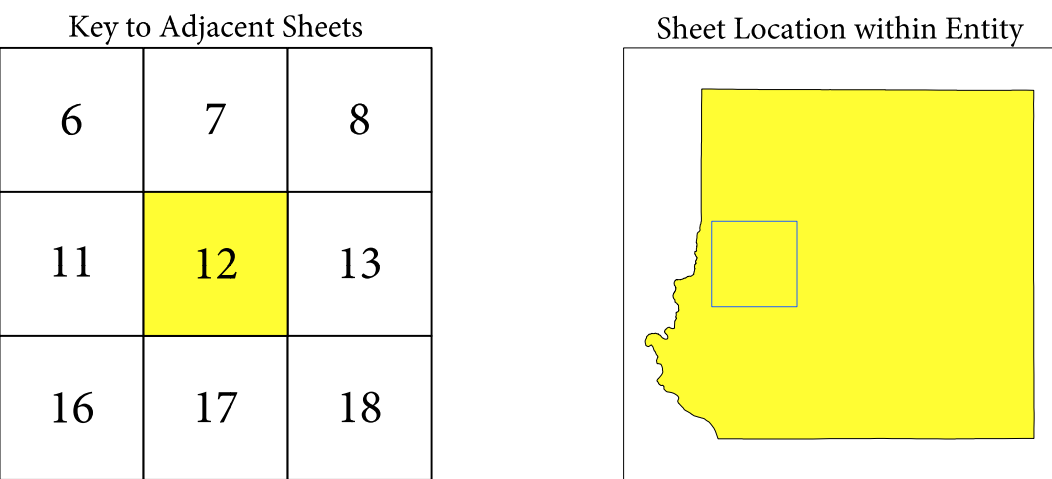 Key to Adjacent Sheets
6 7 8
11 12 13
16 17 18
Sheet Location within Entity